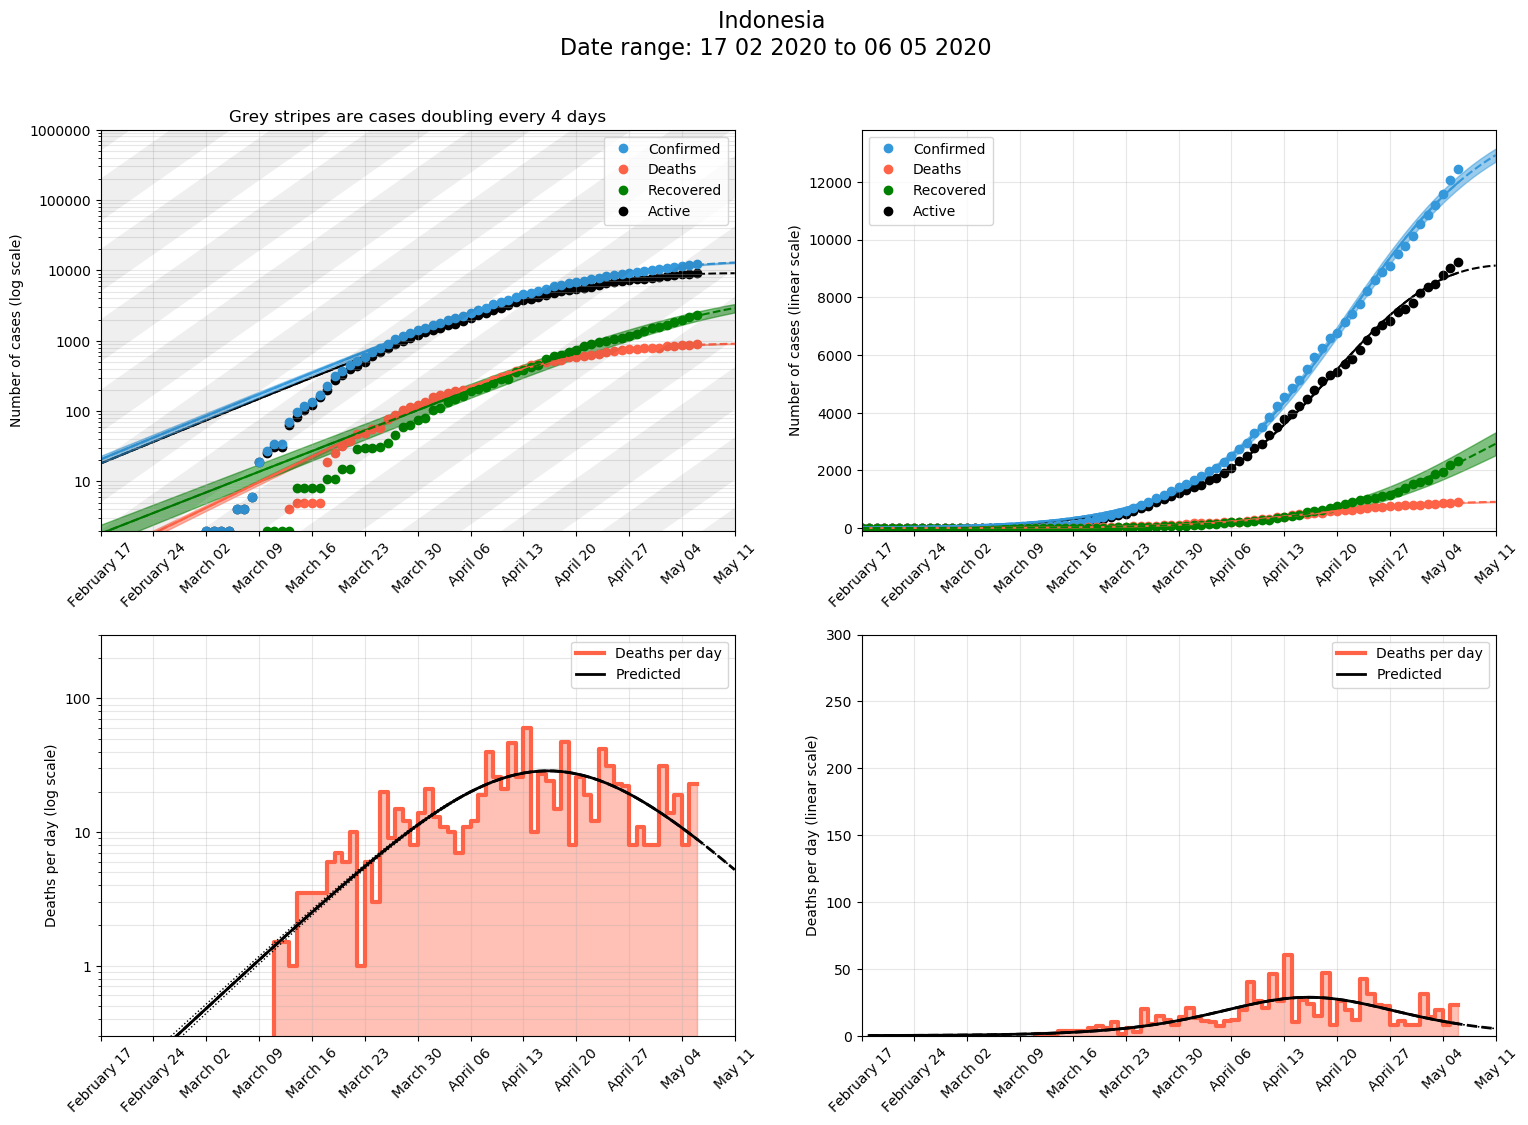 Indonesia
Date range: 17 02 2020 to 06 05 2020
Grey stripes are cases doubling every 4 days
Number of cases (log scale)
1000000
100000
10000
1000
100
10
Confirmed
Deaths
Recovered
Active
February 17
February 24
March 02
March 09
March 16
March 23
March 30
April 06
April 13
April 20
April 27
May 04
May 11
Number of cases (linear scale)
12000
10000
8000
6000
4000
2000
0
Confirmed
Deaths
Recovered
Active
February 17
February 24
March 02
March 09
March 16
March 23
March 30
April 06
April 13
April 20
April 27
May 04
May 11
Deaths per day (log scale)
100
10
1
Deaths per day
Predicted
February 17
February 24
March 02
March 09
March 16
March 23
March 30
April 06
April 13
April 20
April 27
May 04
May 11
Deaths per day (linear scale)
300
250
200
150
100
50
0
Deaths per day
Predicted
February 17
February 24
March 02
March 09
March 16
March 23
March 30
April 06
April 13
April 20
April 27
May 04
May 11